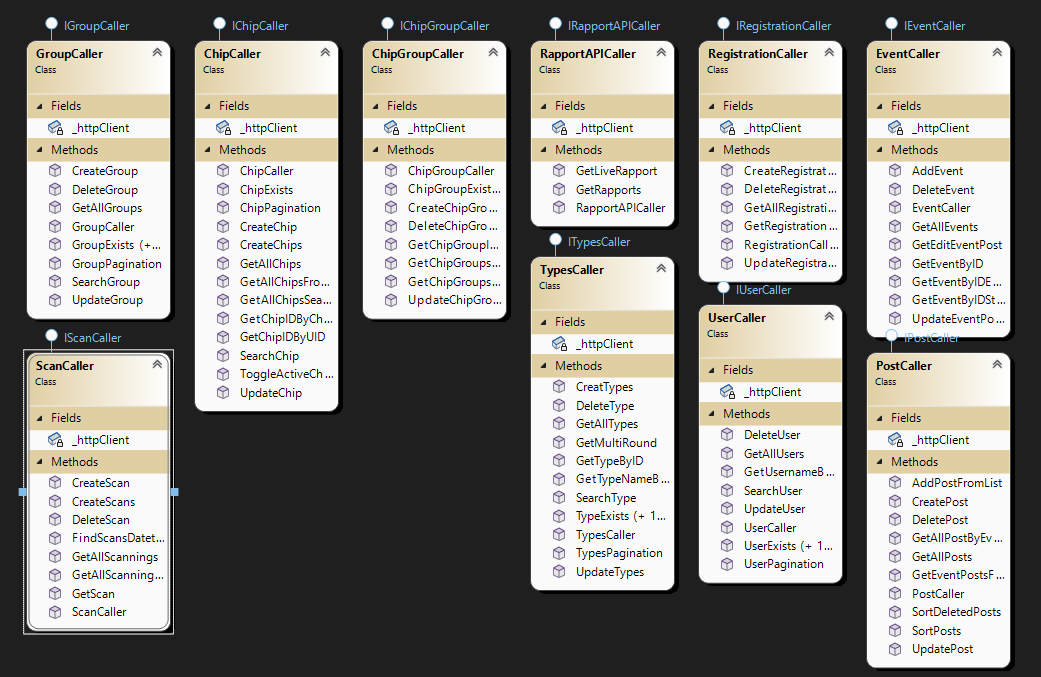 IGroupCaller
GroupCaller
Class
Fields
_httpClient
Methods
CreateGroup
DeleteGroup
GetAllGroups
GroupCaller
GroupExists (+...
GroupPagination
SearchGroup
UpdateGroup
IScanCaller
ScanCaller
Class
Fields
_httpClient
Methods
CreateScan
CreateScans
DeleteScan
FindScansDatet...
GetAllScannings
GetAllScanning...
GetScan
ScanCaller
IChipCaller
ChipCaller
Class
Fields
_httpClient
Methods
ChipCaller
ChipExists
ChipPagination
CreateChip
CreateChips
GetAllChips
GetAllChipsFro...
GetAllChipsSea...
GetChipIDByCh...
GetChipIDByUID
SearchChip
ToggleActiveCh...
UpdateChip
IChipGroupCaller
ChipGroupCaller
Class
Fields
_httpClient
Methods
ChipGroupCaller
ChipGroupExist...
CreateChipGro...
DeleteChipGro...
GetChipGroupI...
GetChipGroups...
GetChipGroups...
UpdateChipGro...
IRapportAPICaller
RapportAPICaller
Class
Fields
_httpClient
Methods
GetLiveRapport
GetRapports
RapportAPICaller
ITypesCaller
TypesCaller
Class
Fields
_httpClient
Methods
CreatTypes
DeleteType
GetAllTypes
GetMultiRound
GetTypeByID
GetTypeNameB...
SearchType
TypeExists (+ 1...
TypesCaller
TypesPagination
UpdateTypes
IRegistrationCaller
RegistrationCaller
Class
Fields
_httpClient
Methods
CreateRegistrat...
DeleteRegistrat...
GetAllRegistrati...
GetRegistration...
RegistrationCall...
UpdateRegistra...
IUserCaller
UserCaller
Class
Fields
_httpClient
Methods
DeleteUser
GetAllUsers
GetUsernameB...
SearchUser
UpdateUser
UserCaller
UserExists (+ 1...
UserPagination
IEventCaller
EventCaller
Class
Fields
_httpClient
Methods
AddEvent
DeleteEvent
EventCaller
GetAllEvents
GetEditEventPost
GetEventByID
GetEventByIDE...
GetEventByIDSt...
UpdateEventPo...
IPostCaller
PostCaller
Class
Fields
_httpClient
Methods
AddPostFromList
CreatePost
DeletePost
GetAllPostByEv...
GetAllPosts
GetEventPostsF...
PostCaller
SortDeletedPosts
SortPosts
UpdatePost